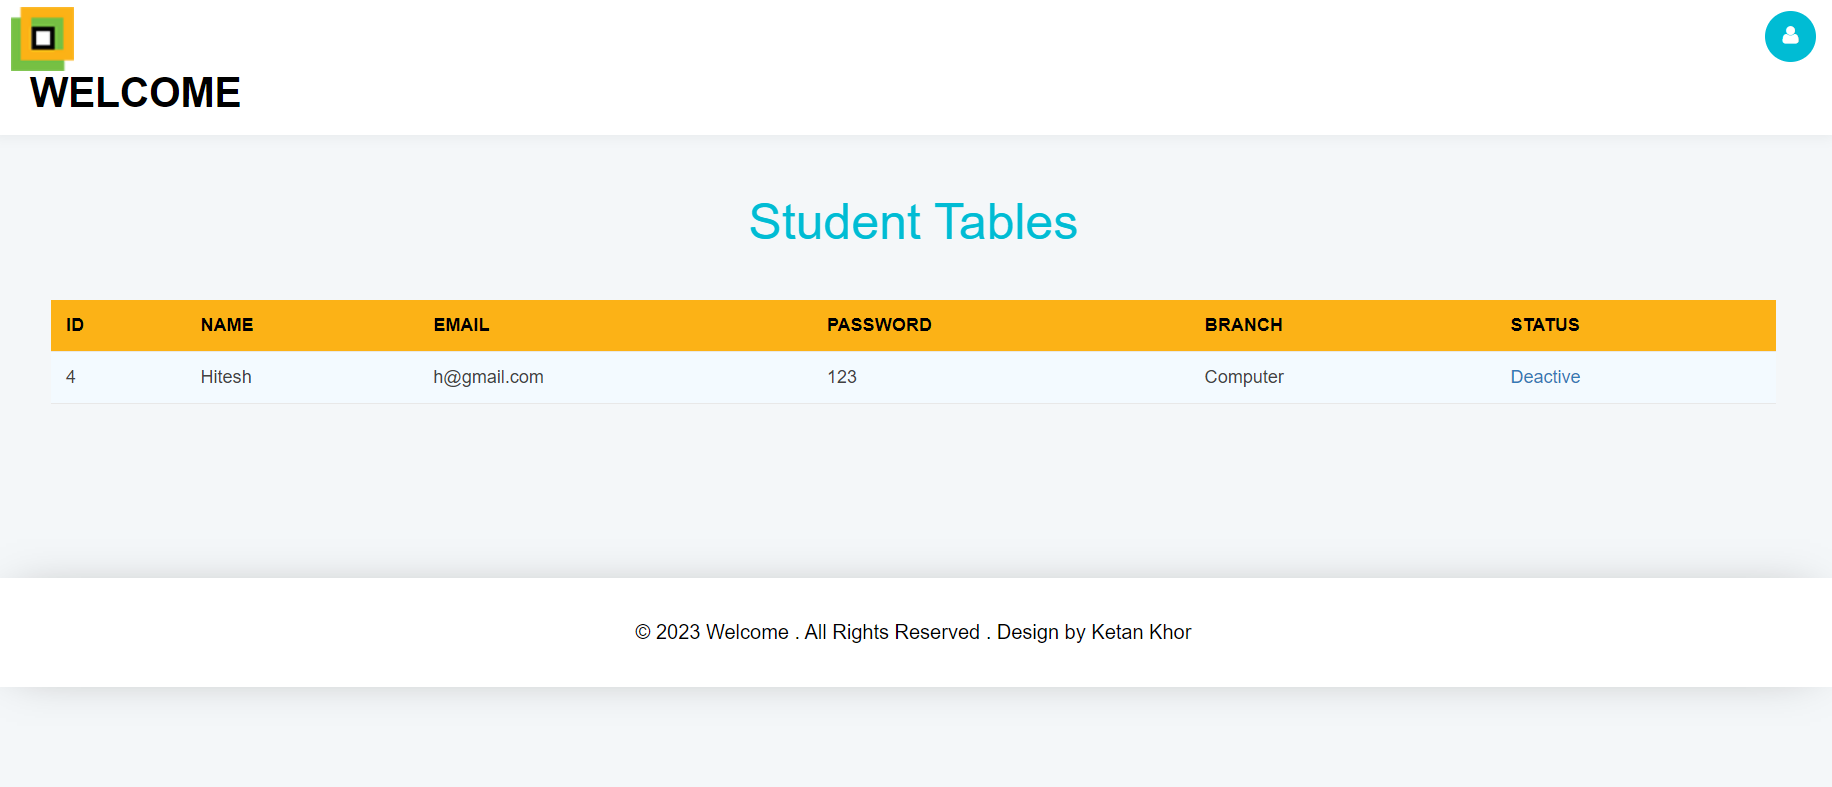 WELCOME
Student Tables
ID NAME EMAIL PASSWORD BRANCH STATUS
4 Hitesh h@gmail.com 123 Computer Deactive
© 2023 Welcome . All Rights Reserved . Design by Ketan Khor